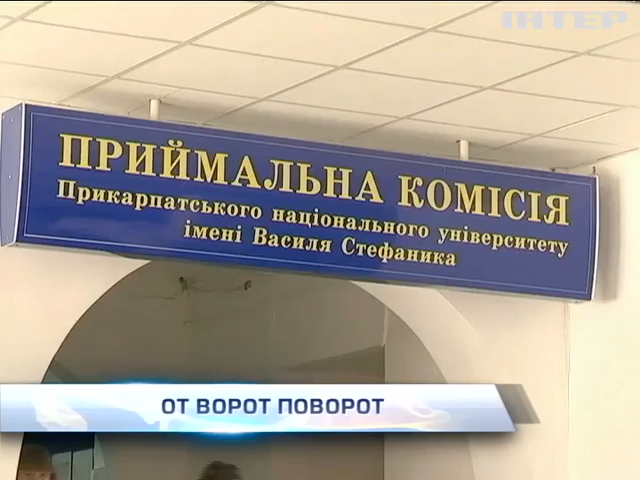 ІНТЕР
ПРИЙМАЛЬНА КОМІСІЯ
Прикарпатського національного університету
імені Василя Стефаника
ОТ ВОРОТ ПОВОРОТ